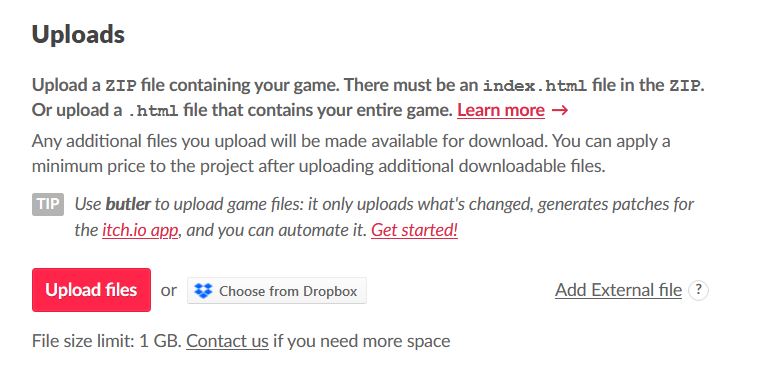 Uploads
Upload a ZIP file containing your game. There must be an index.html file in the ZIP.
Or upload a .html file that contains your entire game. Learn more →
Any additional files you upload will be made available for download. You can apply a
minimum price to the project after uploading additional downloadable files.
TIP Use butler to upload game files: it only uploads what's changed, generates patches for
the itch.io app, and you can automate it. Get started!
Upload files or Choose from Dropbox Add External file ?
File size limit: 1 GB. Contact us if you need more space